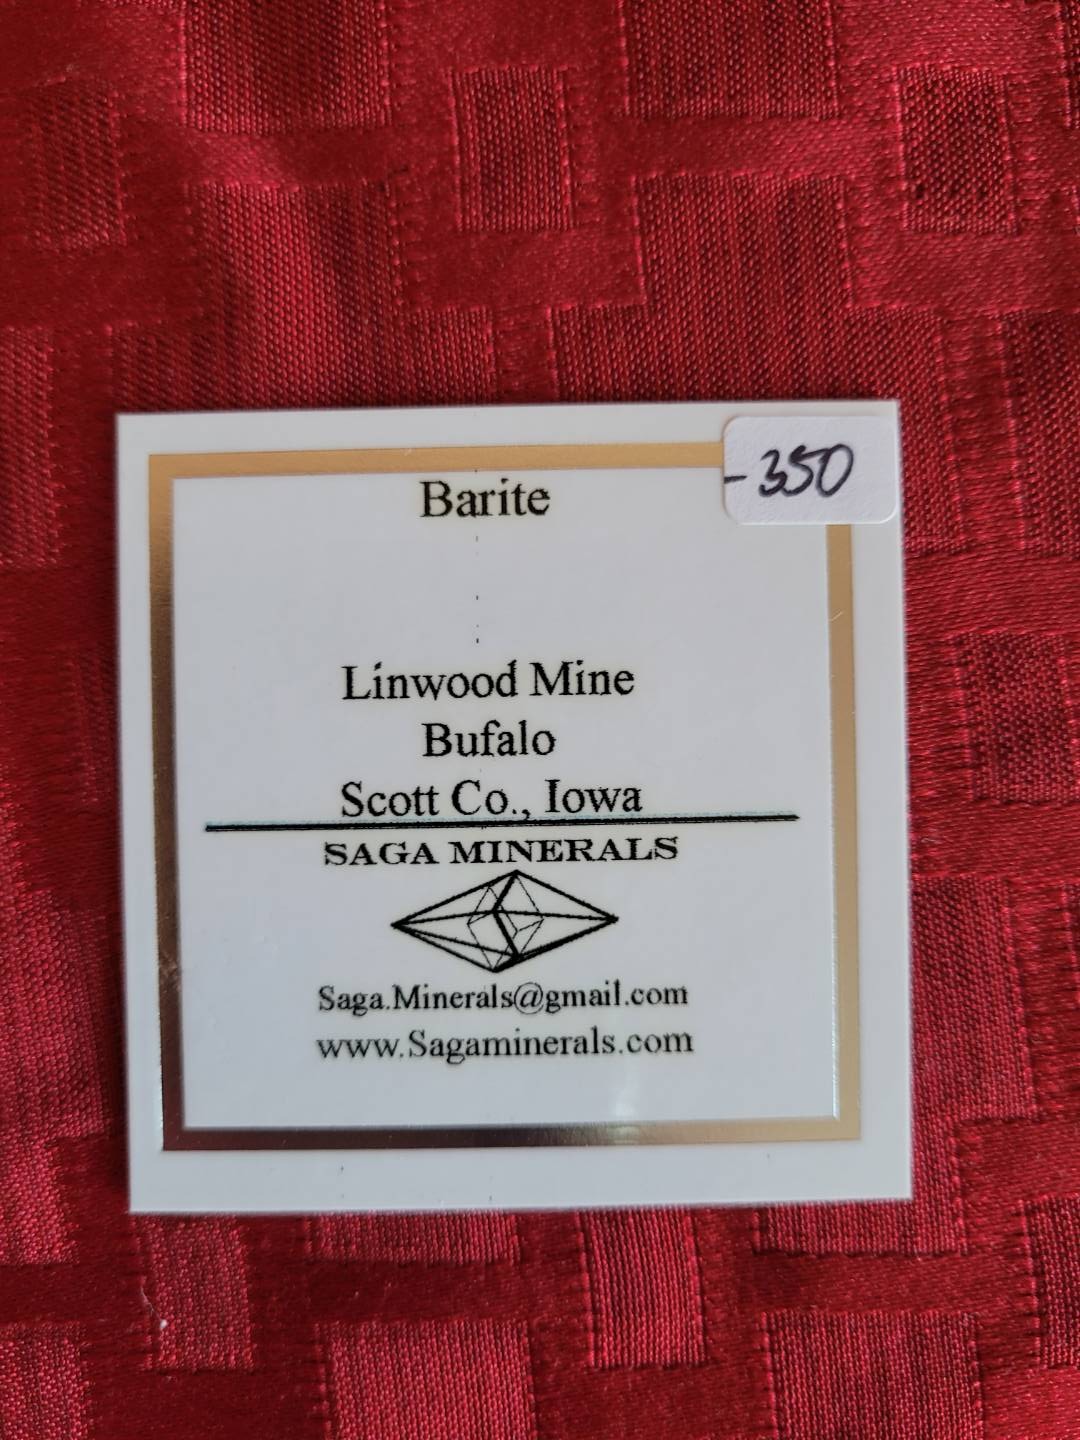 -350
Barite
Linwood Mine
Bufalo
Scott Co., Iowa
SAGA MINERALS
Saga.Minerals@gmail.com
www.Sagaminerals.com